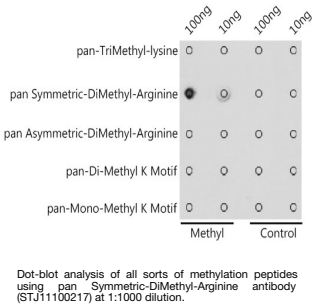 100ng 10ng 100ng 10ng
pan-TriMethyl-lysine
pan Symmetric-DiMethyl-Arginine
pan Asymmetric-DiMethyl-Arginine
pan-Di-Methyl K Motif
pan-Mono-Methyl K Motif
Methyl Control
Dot-blot analysis of all sorts of methylation peptides
using pan Symmetric-DiMethyl-Arginine antibody
(STJ11100217) at 1:1000 dilution.